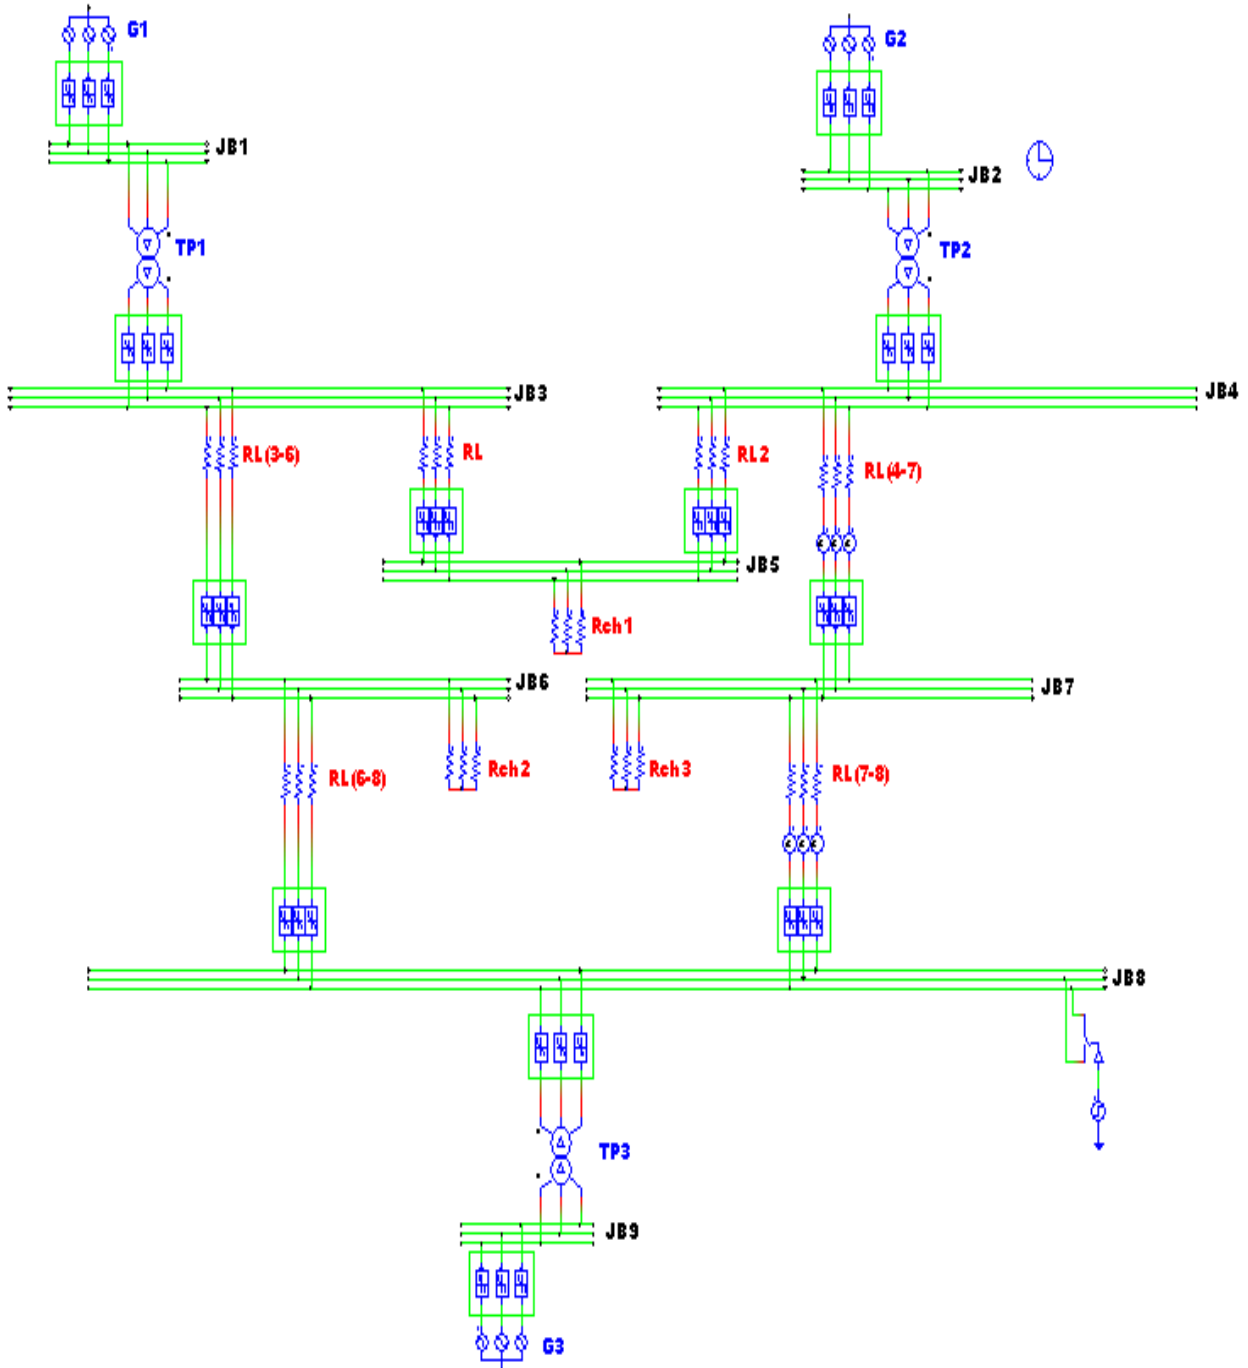 G1
G2
JB1
JB2
TP1
TP2
JB3
JB4
RL(3-6)
RL
RL2
RL(4-7)
JB5
Rch1
JB6
JB7
Rch2
Rch3
RL(6-8)
RL(7-8)
JB8
TP3
JB9
G3